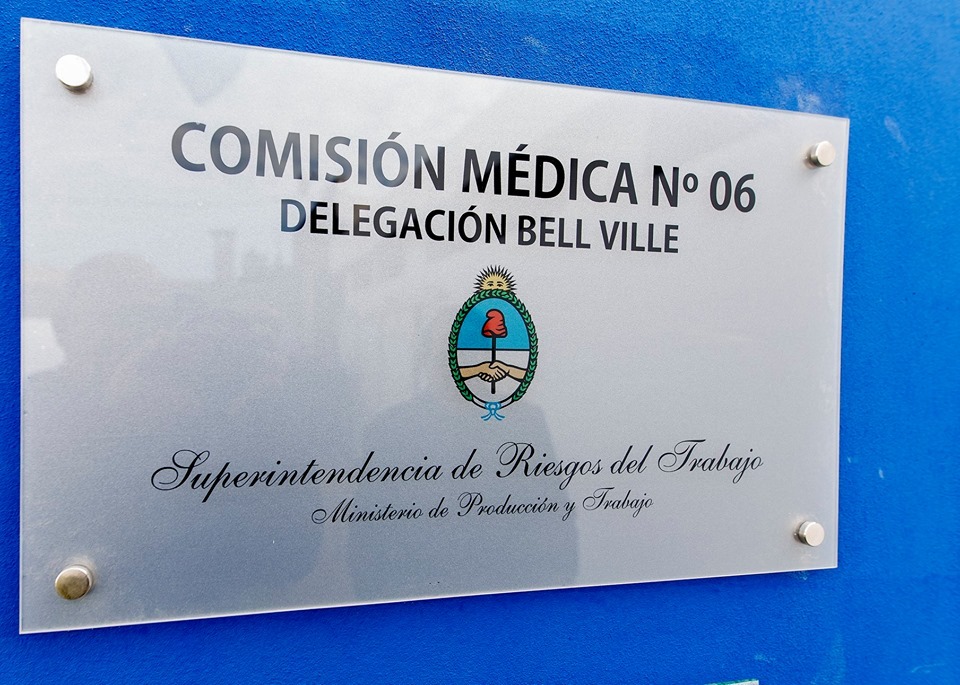 COMISIÓN MÉDICA Nº 06
DELEGACIÓN BELL VILLE
Superintendencia de Riesgos del Trabajo
Ministerio de Producción y Trabajo